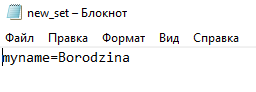 new_set – Блокнот
Файл Правка Формат Вид Справка
myname=Borodzina